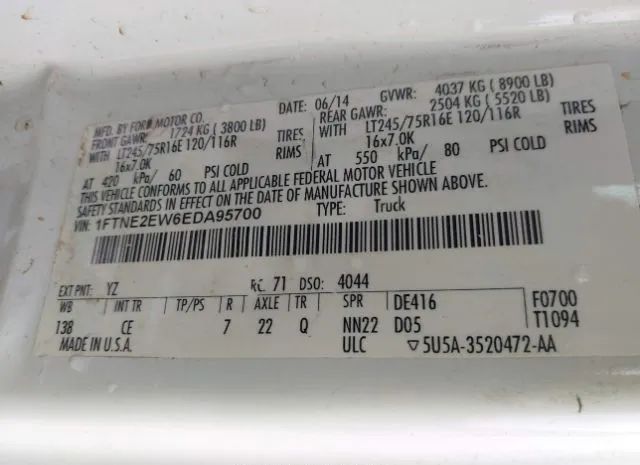 MFD. BY FORD MOTOR CO.
DATE: 06/14
GVWR: 4037 KG ( 8900 LB)
FRONT GAWR: 1724 KG ( 3800 LB)
REAR GAWR: 2504 KG ( 5520 LB)
WITH LT245/75R16E 120/116R TIRES
WITH LT245/75R16E 120/116R TIRES
16x7.0K RIMS
16x7.0K RIMS
AT 420 kPa/ 60 PSI COLD
AT 550 kPa/ 80 PSI COLD
THIS VEHICLE CONFORMS TO ALL APPLICABLE FEDERAL MOTOR VEHICLE
SAFETY STANDARDS IN EFFECT ON THE DATE OF MANUFACTURE SHOWN ABOVE.
VIN: 1FTNE2EW6EDA95700
TYPE: Truck
EXT PNT: YZ RC: 71 DSO: 4044
WB INT TR TP/PS R AXLE TR SPR DE416 F0700
138 CE 7 22 Q NN22 D05 T1094
MADE IN U.S.A. ULC ▽5U5A-3520472-AA